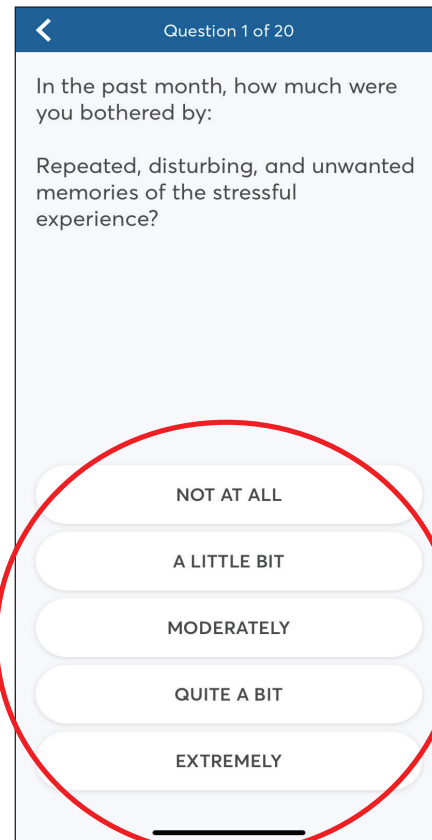 Question 1 of 20
In the past month, how much were
you bothered by:
Repeated, disturbing, and unwanted
memories of the stressful
experience?
NOT AT ALL
A LITTLE BIT
MODERATELY
QUITE A BIT
EXTREMELY